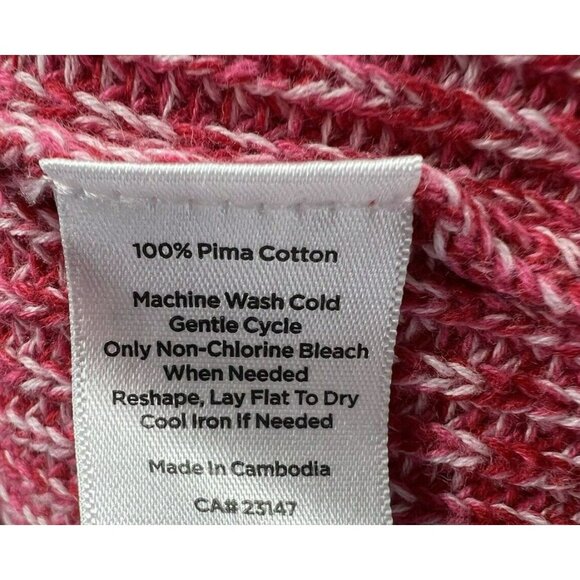 100% Pima Cotton
Machine Wash Cold
Gentle Cycle
Only Non-Chlorine Bleach
When Needed
Reshape, Lay Flat To Dry
Cool Iron If Needed
Made In Cambodia
CA# 23147